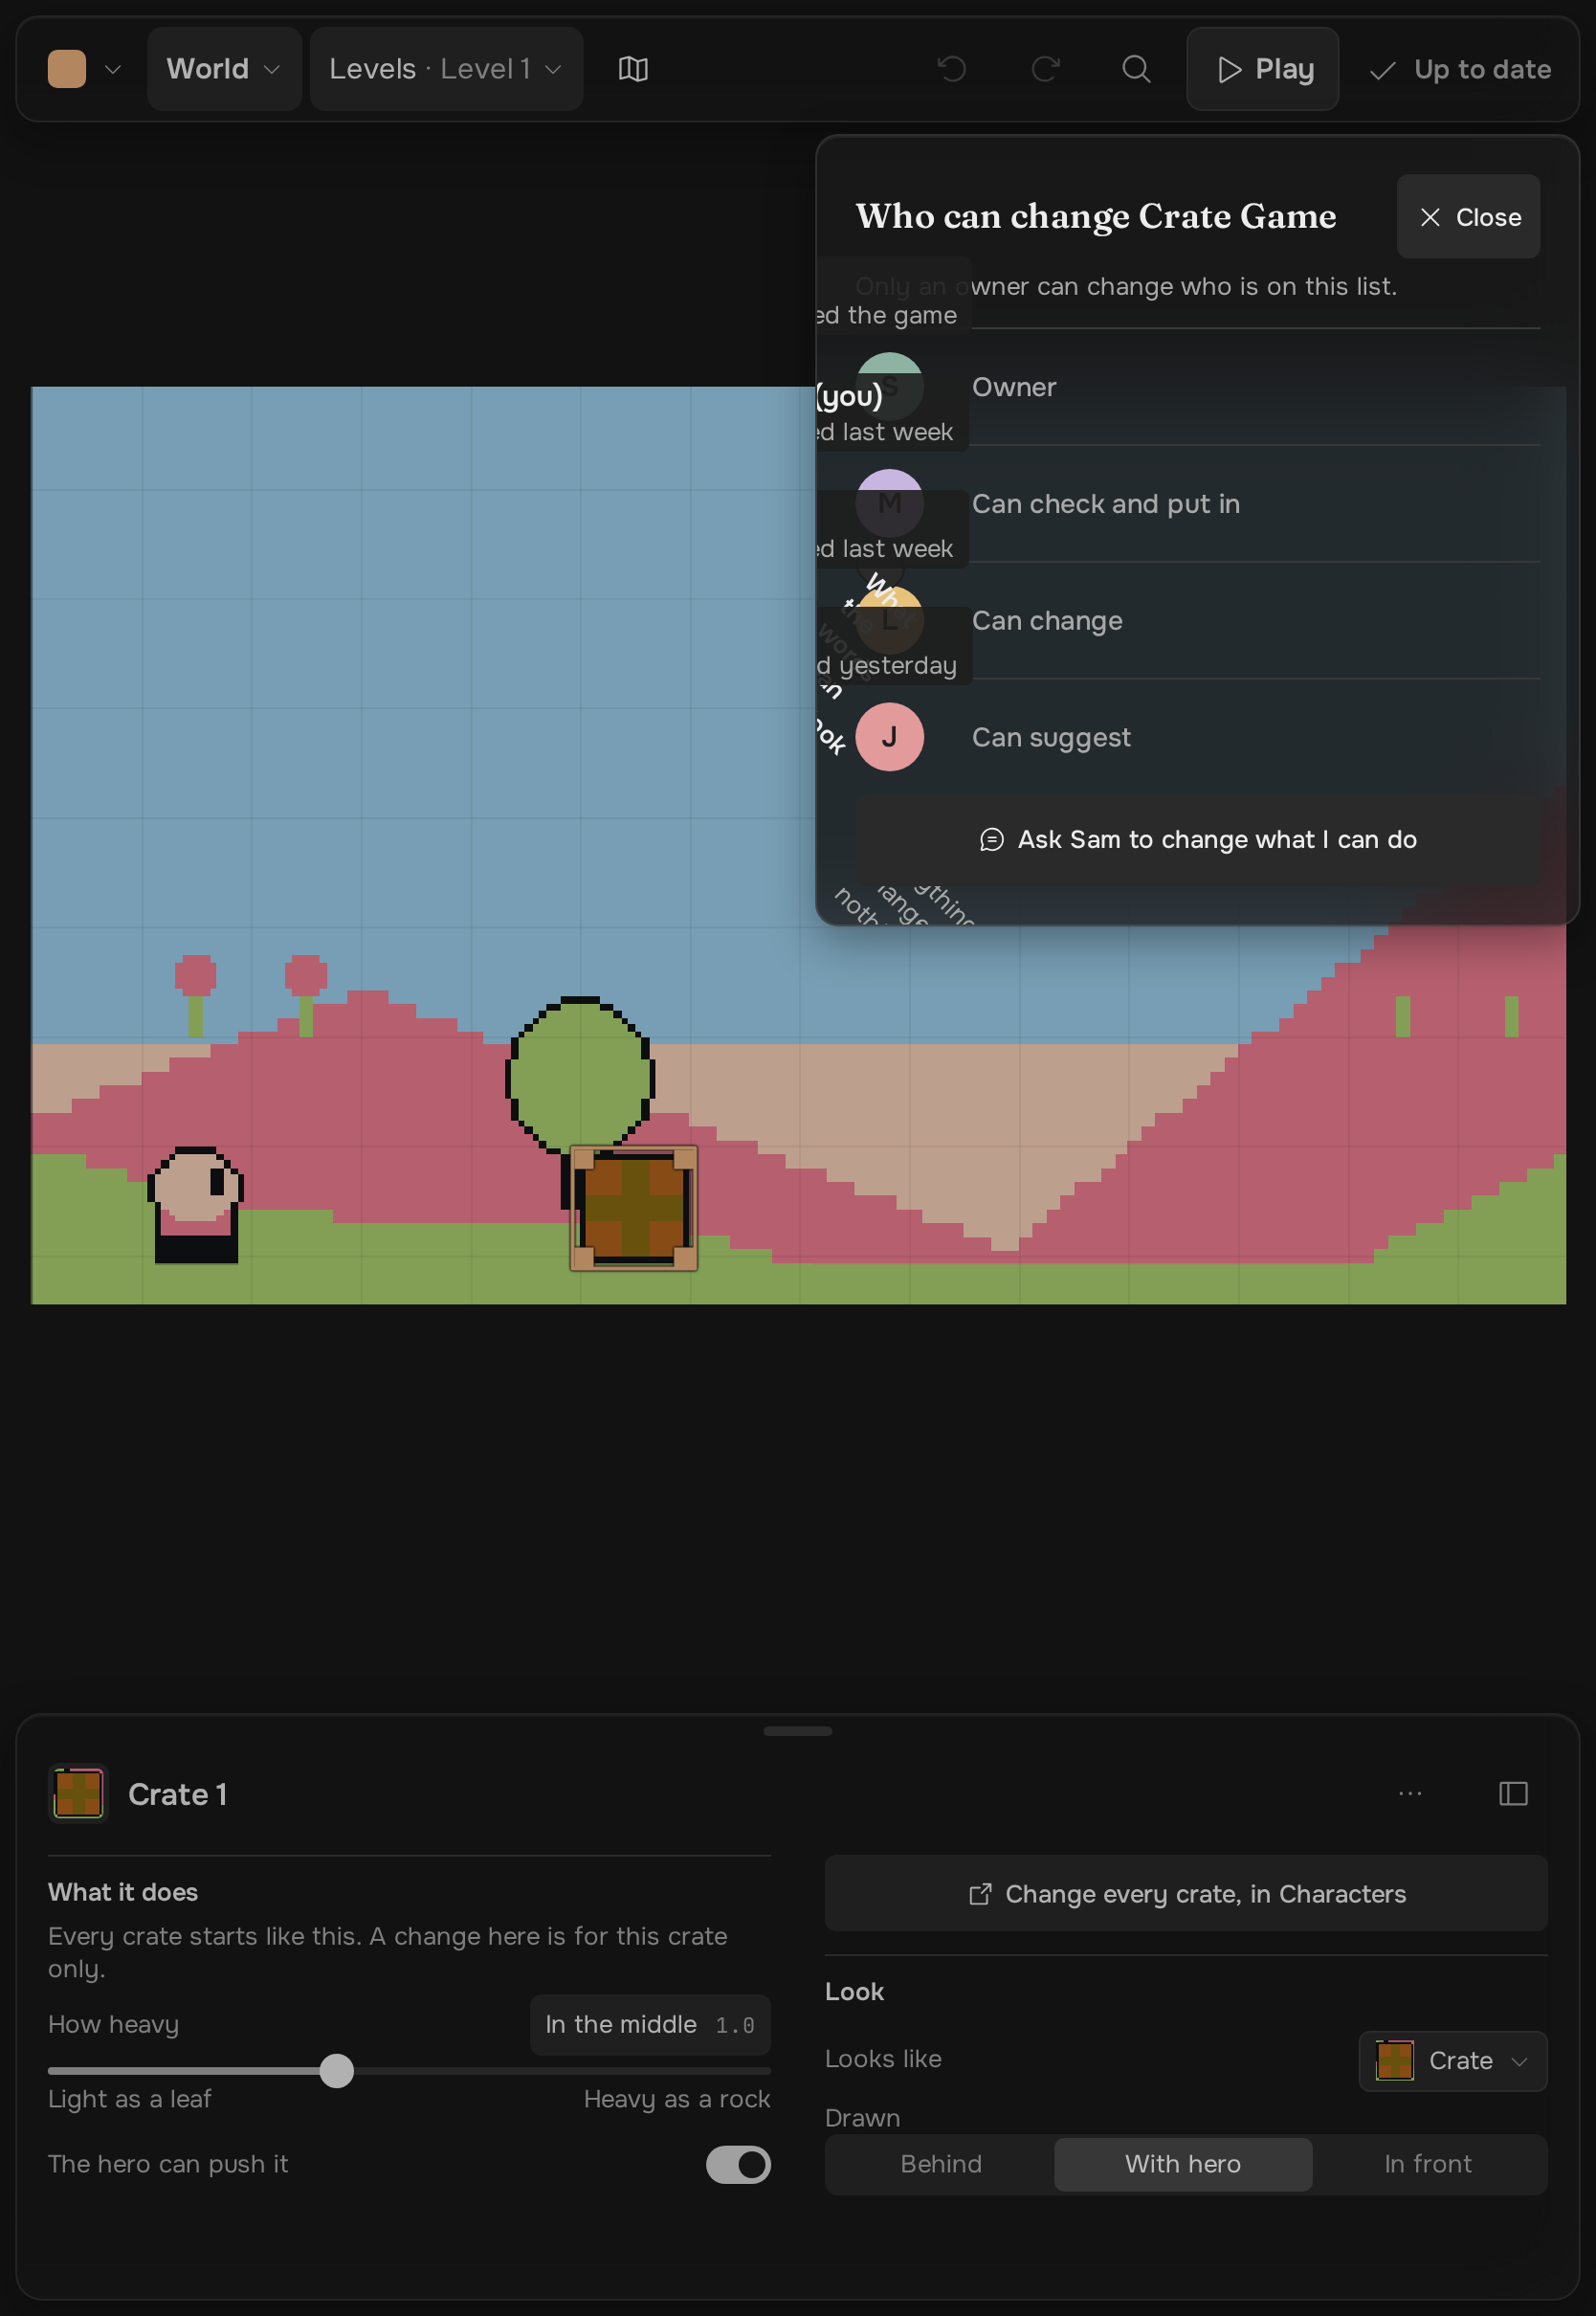 World
Levels · Level 1
Play
Up to date
Who can change Crate Game
Close
Only an owner can change who is on this list.
ed the game
S
Owner
(you)
ed last week
M
Can check and put in
ed last week
L
Can change
d yesterday
J
Can suggest
Ask Sam to change what I can do
Crate 1
What it does
Every crate starts like this. A change here is for this crate
only.
How heavy
In the middle 1.0
Light as a leaf
Heavy as a rock
The hero can push it
Change every crate, in Characters
Look
Looks like
Crate
Drawn
Behind
With hero
In front